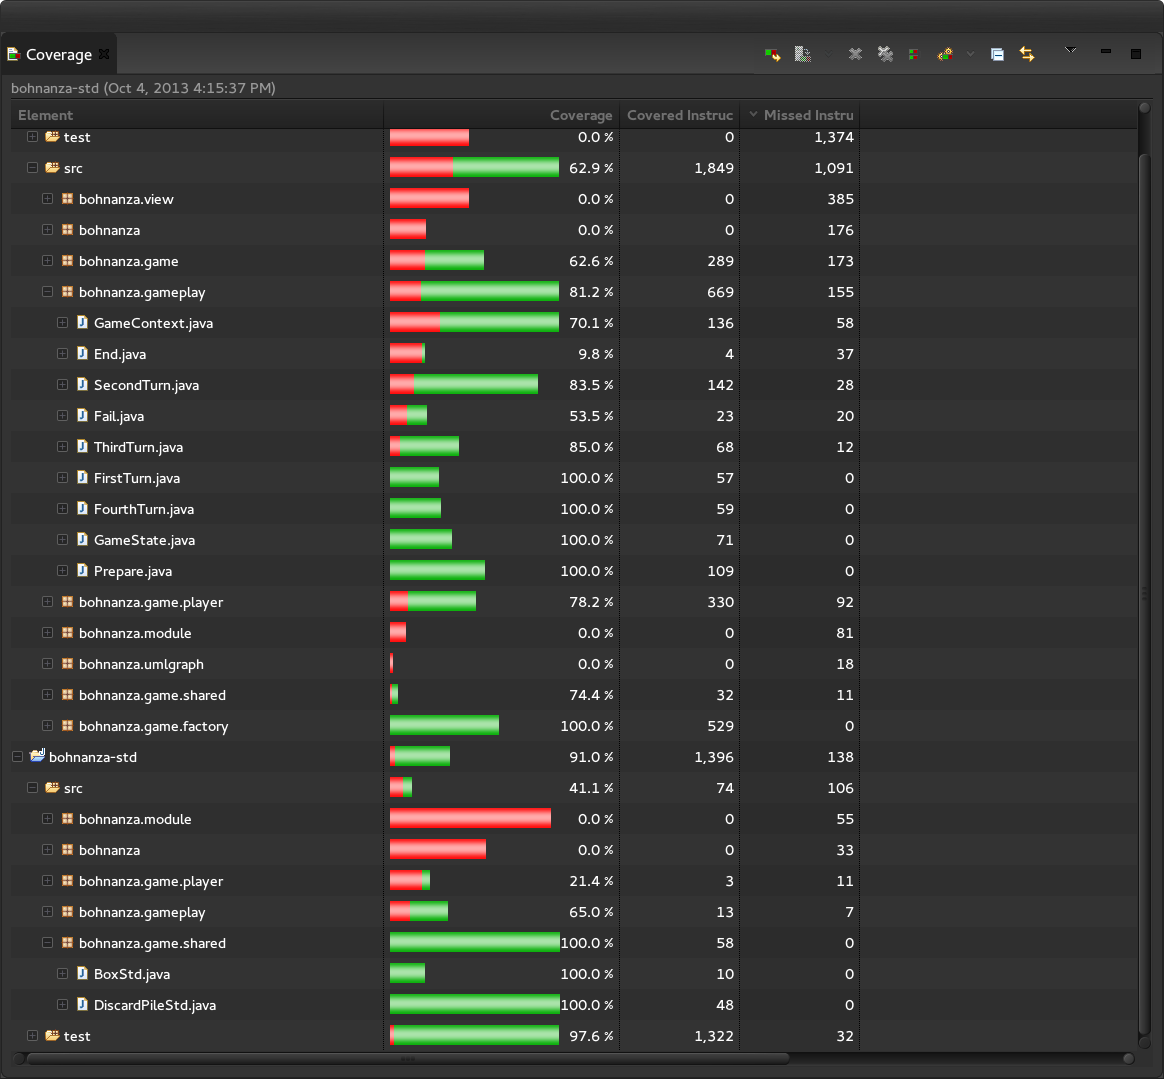 Coverage
bohnanza-std (Oct 4, 2013 4:15:37 PM)
Element Coverage Covered Instruc Missed Instru
test 0.0 % 0 1,374
src 62.9 % 1,849 1,091
bohnanza.view 0.0 % 0 385
bohnanza 0.0 % 0 176
bohnanza.game 62.6 % 289 173
bohnanza.gameplay 81.2 % 669 155
GameContext.java 70.1 % 136 58
End.java 9.8 % 4 37
SecondTurn.java 83.5 % 142 28
Fail.java 53.5 % 23 20
ThirdTurn.java 85.0 % 68 12
FirstTurn.java 100.0 % 57 0
FourthTurn.java 100.0 % 59 0
GameState.java 100.0 % 71 0
Prepare.java 100.0 % 109 0
bohnanza.game.player 78.2 % 330 92
bohnanza.module 0.0 % 0 81
bohnanza.umlgraph 0.0 % 0 18
bohnanza.game.shared 74.4 % 32 11
bohnanza.game.factory 100.0 % 529 0
bohnanza-std 91.0 % 1,396 138
src 41.1 % 74 106
bohnanza.module 0.0 % 0 55
bohnanza 0.0 % 0 33
bohnanza.game.player 21.4 % 3 11
bohnanza.gameplay 65.0 % 13 7
bohnanza.game.shared 100.0 % 58 0
BoxStd.java 100.0 % 10 0
DiscardPileStd.java 100.0 % 48 0
test 97.6 % 1,322 32